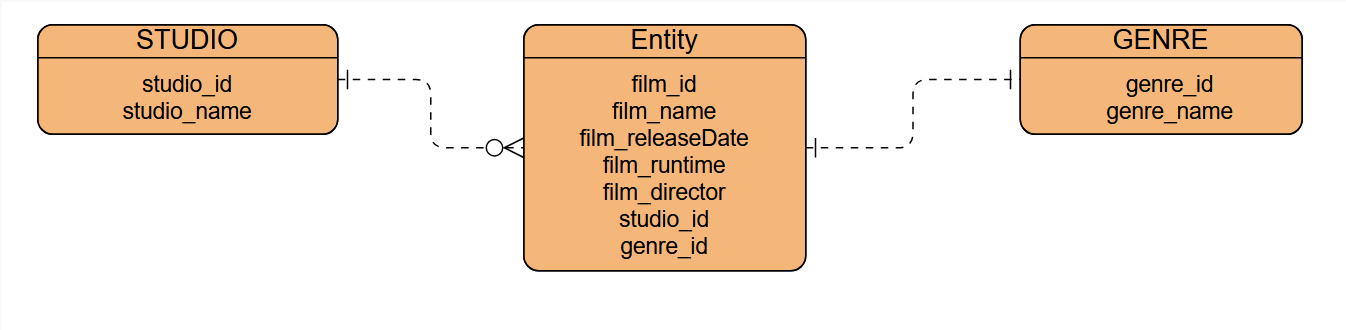 STUDIO
studio_id
studio_name
Entity
film_id
film_name
film_releaseDate
film_runtime
film_director
studio_id
genre_id
GENRE
genre_id
genre_name